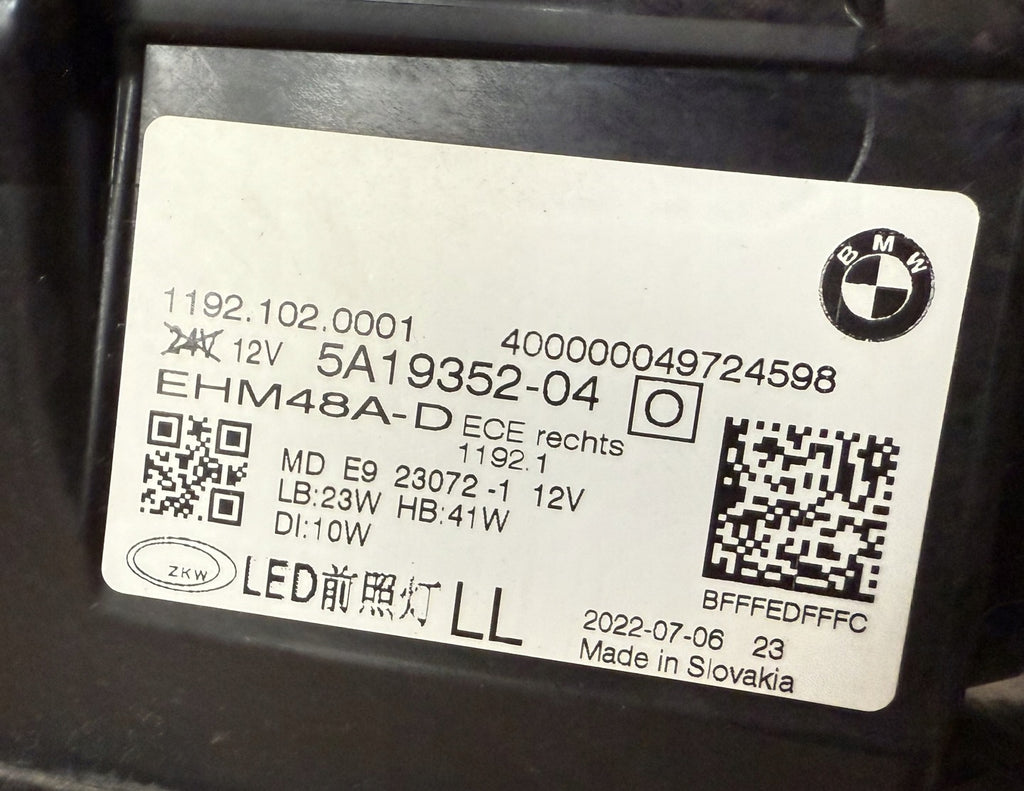 BMW
1192.102.0001 400000049724598
24V 12V 5A19352-04 O
EHM48A-D ECE rechts
1192.1
MD E9 23072-1 12V
LB:23W HB:41W
DI:10W
ZKW LED前照灯 LL
BFFFEDFFFC
2022-07-06 23
Made in Slovakia